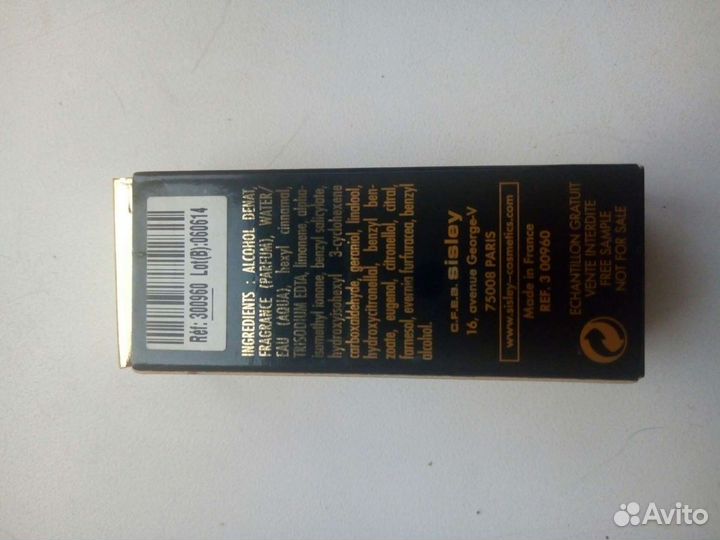 Réf: 300960 Lot(B):060614
INGREDIENTS : ALCOHOL DENAT,
FRAGRANCE (PARFUM), WATER/
EAU (AQUA), hexyl cinnamal,
TRISODIUM EDTA, limonene, alpha-
isomethyl ionone, benzyl salicylate,
hydroxyisohexyl 3-cyclohexene
carboxaldehyde, geraniol, linalool,
hydroxycitronellal, benzyl ben-
zoate, eugenol, citronellol, citral,
farnesol, evernia furfuracea, benzyl
alcohol.
C.F.E.B. sisley
16, avenue George-V
75008 PARIS
www.sisley-cosmetics.com
Made in France
REF. 3 00960
ECHANTILLON GRATUIT
VENTE INTERDITE
FREE SAMPLE
NOT FOR SALE
Avito